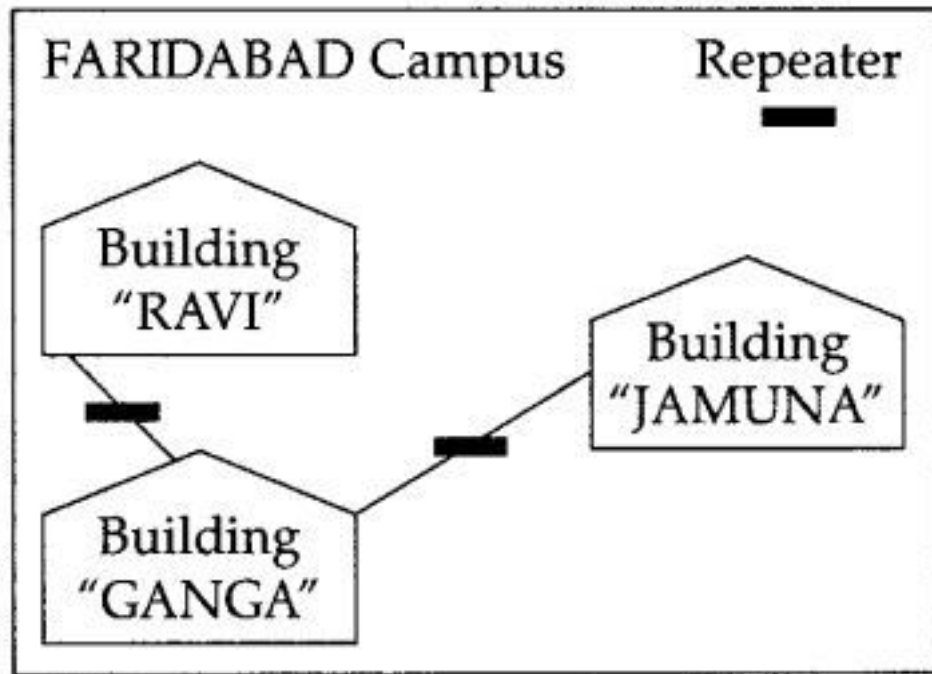 FARIDABAD Campus
Repeater
Building
“RAVI”
Building
“JAMUNA”
Building
“GANGA”